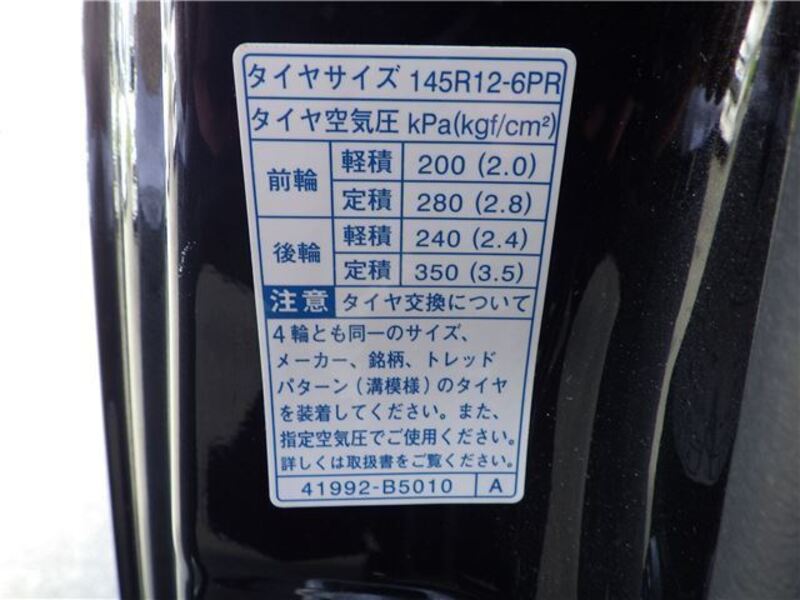 タイヤサイズ 145R12-6PR
タイヤ空気圧 kPa(kgf/cm²)
前輪 軽積 200 (2.0)
定積 280 (2.8)
後輪 軽積 240 (2.4)
定積 350 (3.5)
注意 タイヤ交換について
4輪とも同一のサイズ、
メーカー、銘柄、トレッド
パターン(溝模様)のタイヤ
を装着してください。また、
指定空気圧でご使用ください。
詳しくは取扱書をご覧ください。
41992-B5010 A